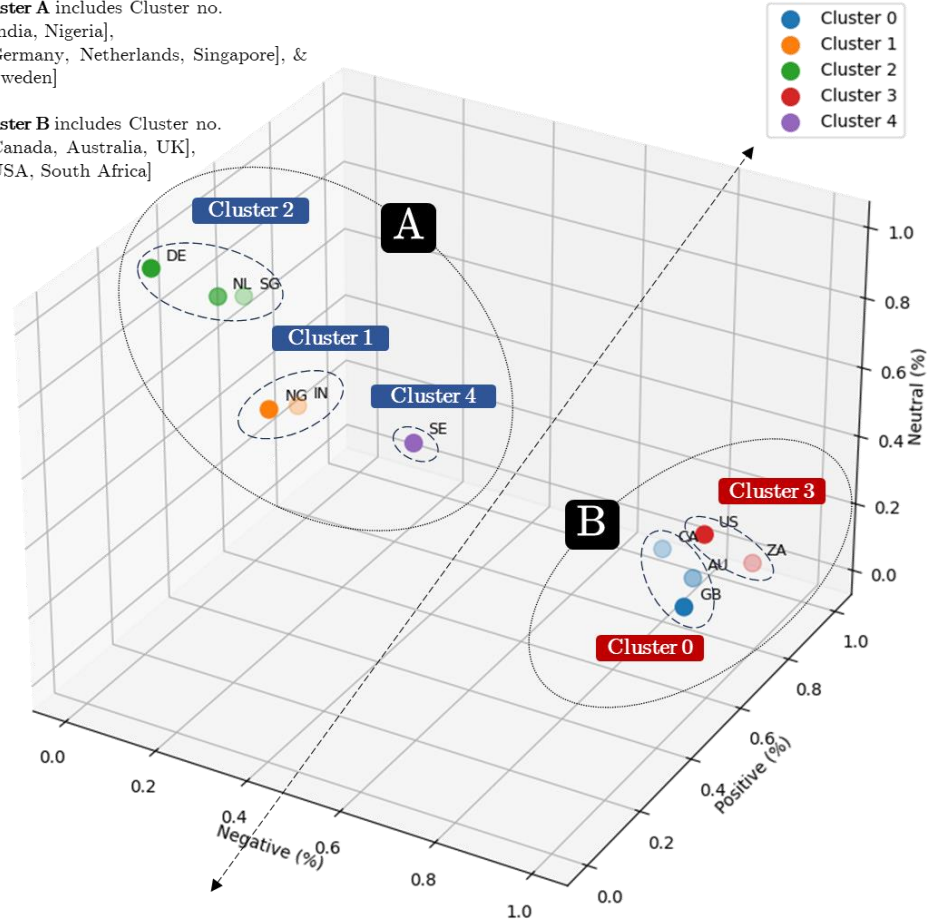 ster A includes Cluster no.
ndia, Nigeria],
Germany, Netherlands, Singapore], &
weden]
ster B includes Cluster no.
Canada, Australia, UK],
USA, South Africa]
Cluster 0
Cluster 1
Cluster 2
Cluster 3
Cluster 4
Cluster 2
A
DE
NL SG
Cluster 1
NG IN
Cluster 4
SE
B
Cluster 3
US
CA
ZA
AU
GB
Cluster 0
1.0
0.8
0.6
0.4
0.2
0.0
Neutral (%)
1.0
0.8
0.6
0.4
0.2
0.0
Positive (%)
0.0
0.2
0.4
0.6
0.8
1.0
Negative (%)